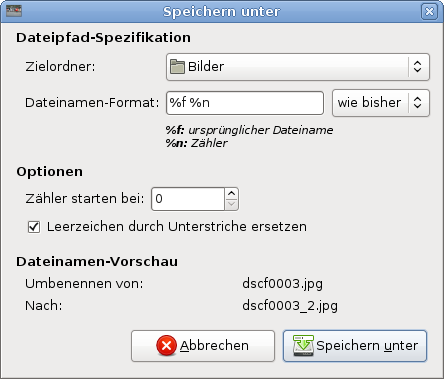 Speichern unter
Dateipfad-Spezifikation
Zielordner: Bilder
Dateinamen-Format: %f %n wie bisher
%f: ursprünglicher Dateiname
%n: Zähler
Optionen
Zähler starten bei: 0
Leerzeichen durch Unterstriche ersetzen
Dateinamen-Vorschau
Umbenennen von: dscf0003.jpg
Nach: dscf0003_2.jpg
Abbrechen Speichern unter